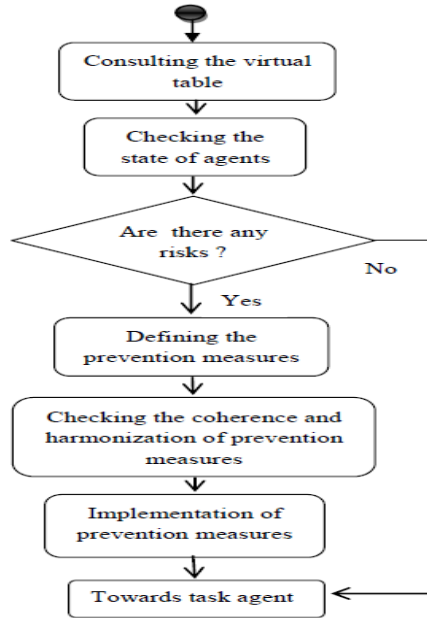 Consulting the virtual
table
Checking the
state of agents
Are there any
risks ?
No
Yes
Defining the
prevention measures
Checking the coherence and
harmonization of prevention
measures
Implementation of
prevention measures
Towards task agent